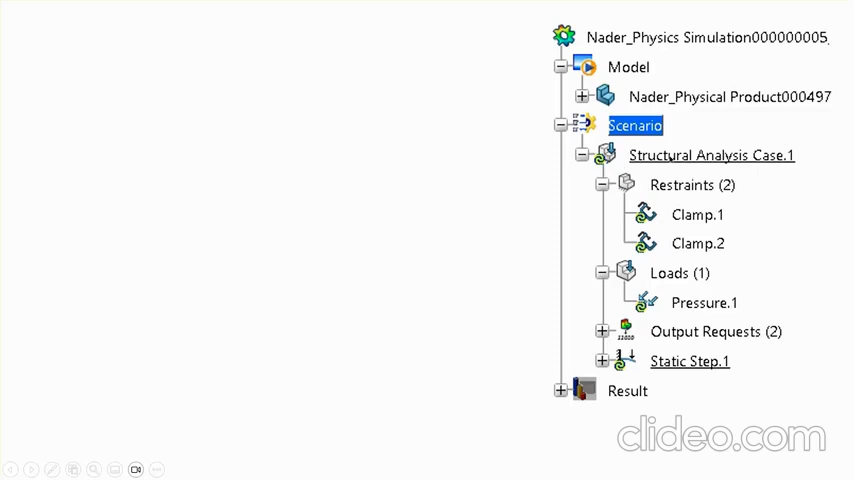 Nader_Physics Simulation000000005
Model
Nader_Physical Product000497
Scenario
Structural Analysis Case.1
Restraints (2)
Clamp.1
Clamp.2
Loads (1)
Pressure.1
Output Requests (2)
Static Step.1
Result
clideo.com